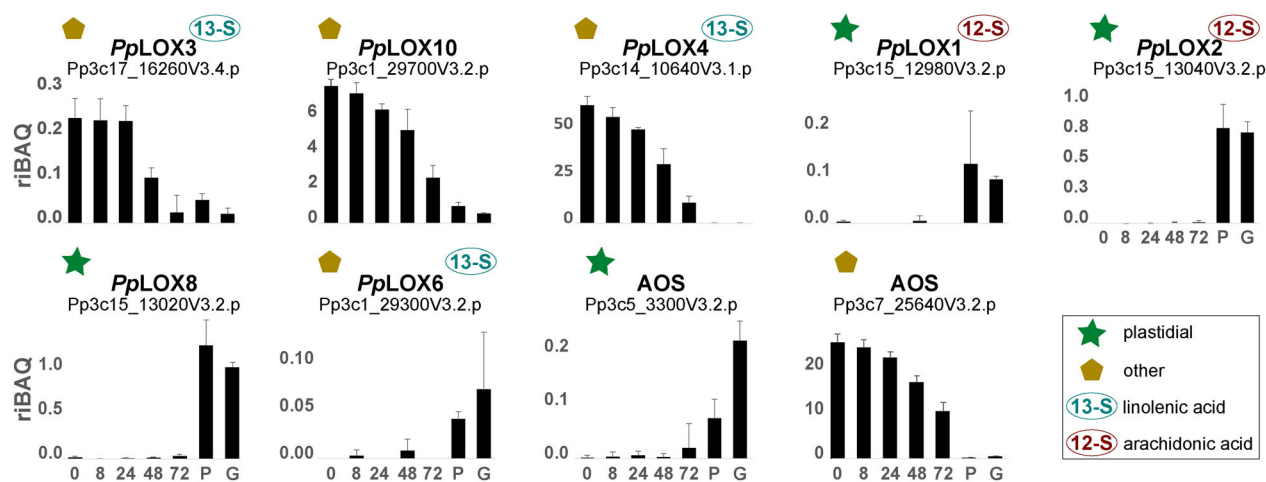 13-S
PpLOX3
Pp3c17_16260V3.4.p
riBAQ
0.3
0.2
0.1
0.0
PpLOX10
Pp3c1_29700V3.2.p
6
4
2
0
13-S
PpLOX4
Pp3c14_10640V3.1.p
50
25
0
12-S
PpLOX1
Pp3c15_12980V3.2.p
0.2
0.1
0.0
12-S
PpLOX2
Pp3c15_13040V3.2.p
1.0
0.8
0.5
0.3
0.0
0 8 24 48 72 P G
PpLOX8
Pp3c15_13020V3.2.p
riBAQ
1.0
0.5
0.0
0 8 24 48 72 P G
13-S
PpLOX6
Pp3c1_29300V3.2.p
0.10
0.05
0.00
0 8 24 48 72 P G
AOS
Pp3c5_3300V3.2.p
0.2
0.1
0.0
0 8 24 48 72 P G
AOS
Pp3c7_25640V3.2.p
20
10
0
0 8 24 48 72 P G
plastidial
other
13-S linolenic acid
12-S arachidonic acid